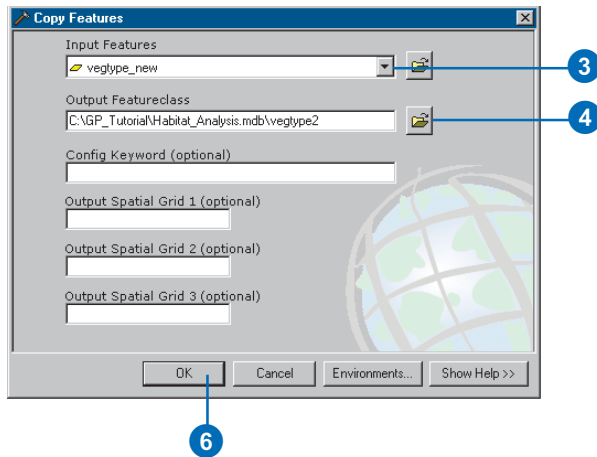 Copy Features
Input Features
vegtype_new
3
Output Featureclass
C:\GP_Tutorial\Habitat_Analysis.mdb\vegtype2
4
Config Keyword (optional)
Output Spatial Grid 1 (optional)
Output Spatial Grid 2 (optional)
Output Spatial Grid 3 (optional)
OK
Cancel
Environments...
Show Help >>
6